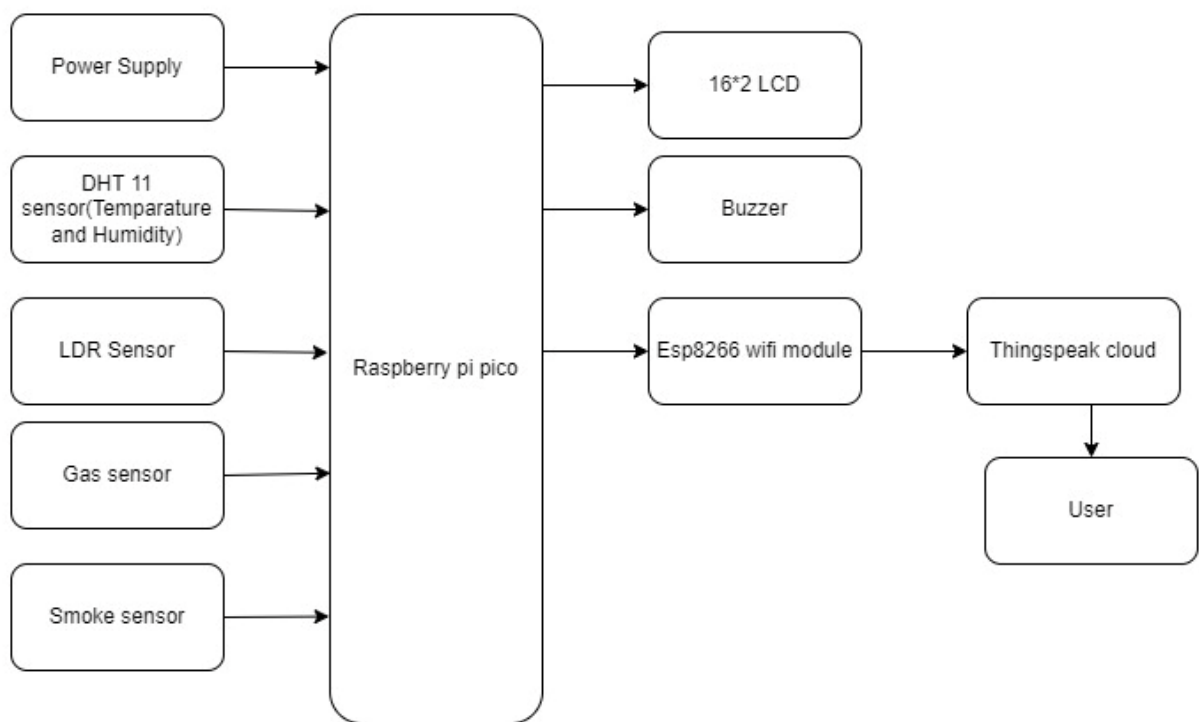 Power Supply
16*2 LCD
DHT 11
sensor(Temparature
and Humidity)
Buzzer
LDR Sensor
Raspberry pi pico
Esp8266 wifi module
Thingspeak cloud
Gas sensor
User
Smoke sensor